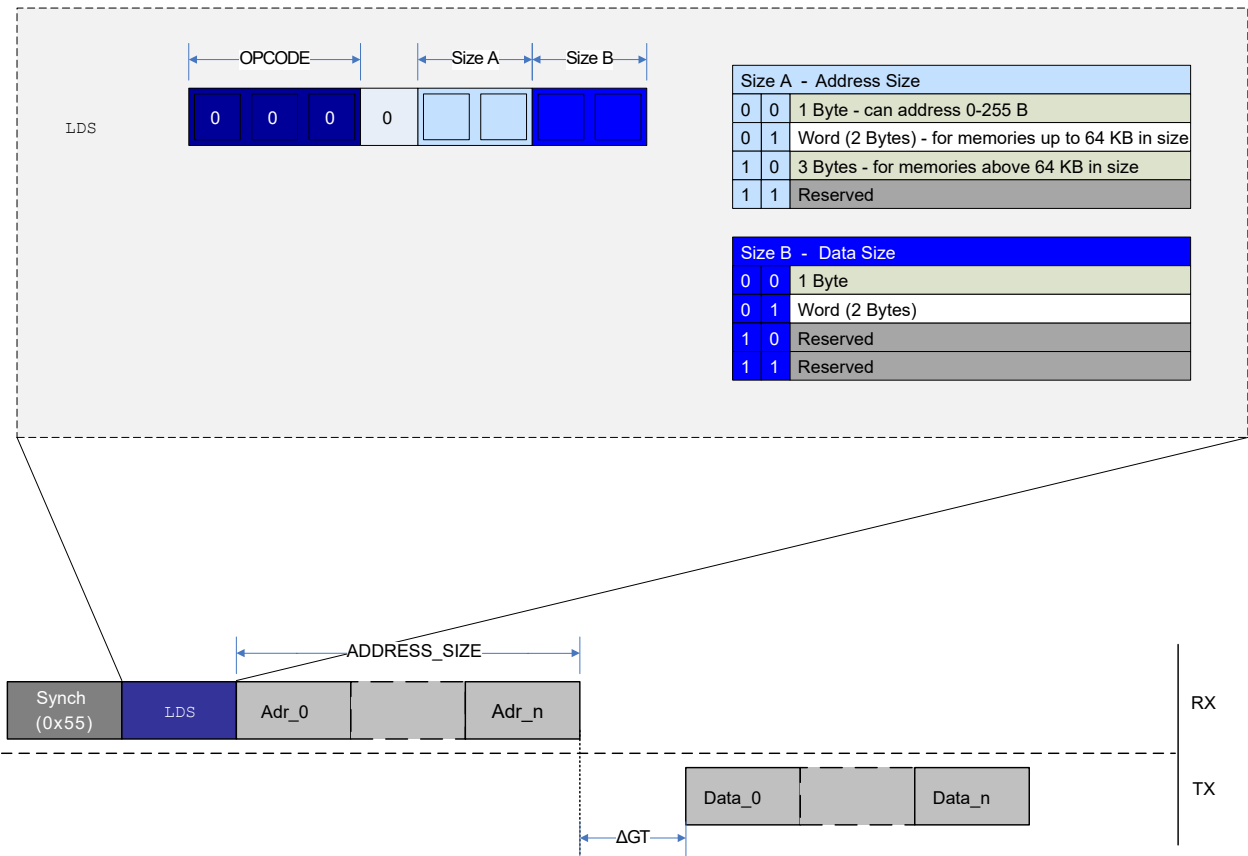 OPCODE
Size A
Size B
LDS
0 0 0 0
Size A - Address Size
0 0 1 Byte - can address 0-255 B
0 1 Word (2 Bytes) - for memories up to 64 KB in size
1 0 3 Bytes - for memories above 64 KB in size
1 1 Reserved
Size B - Data Size
0 0 1 Byte
0 1 Word (2 Bytes)
1 0 Reserved
1 1 Reserved
ADDRESS_SIZE
Synch
(0x55)
LDS
Adr_0
Adr_n
RX
Data_0
Data_n
TX
ΔGT